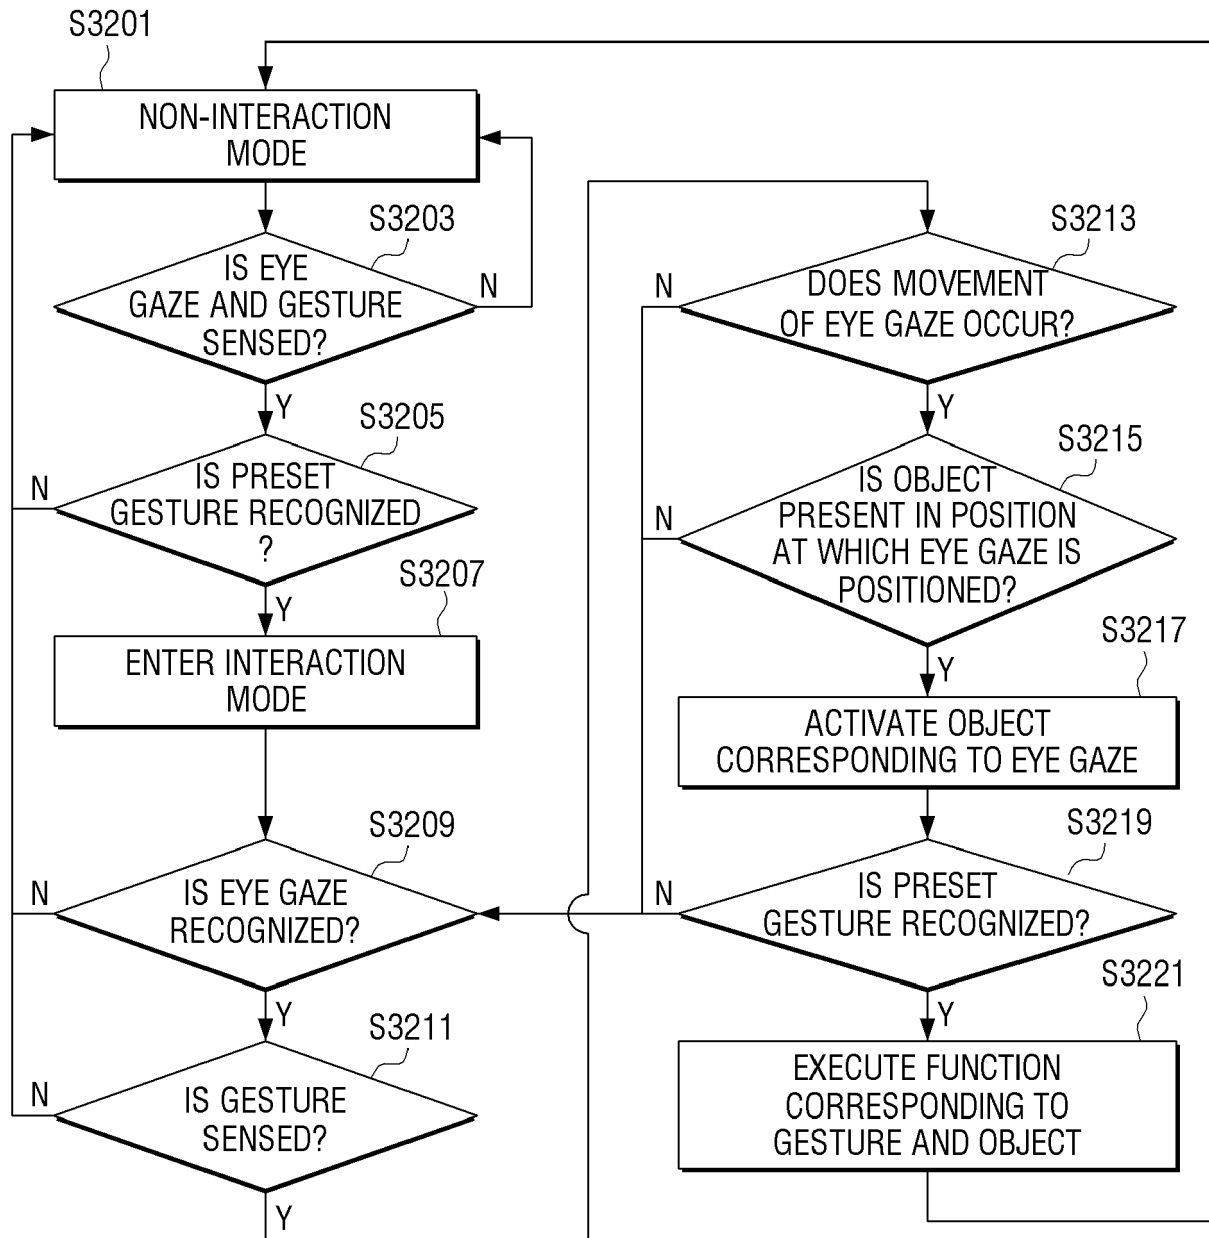 S3201
NON-INTERACTION
MODE
S3203
IS EYE
GAZE AND GESTURE
SENSED?
N
Y
S3205
IS PRESET
GESTURE RECOGNIZED
?
N
Y
S3207
ENTER INTERACTION
MODE
S3209
IS EYE GAZE
RECOGNIZED?
N
Y
S3211
IS GESTURE
SENSED?
N
Y
S3213
DOES MOVEMENT
OF EYE GAZE OCCUR?
N
Y
S3215
IS OBJECT
PRESENT IN POSITION
AT WHICH EYE GAZE IS
POSITIONED?
N
Y
S3217
ACTIVATE OBJECT
CORRESPONDING TO EYE GAZE
S3219
IS PRESET
GESTURE RECOGNIZED?
N
Y
S3221
EXECUTE FUNCTION
CORRESPONDING TO
GESTURE AND OBJECT